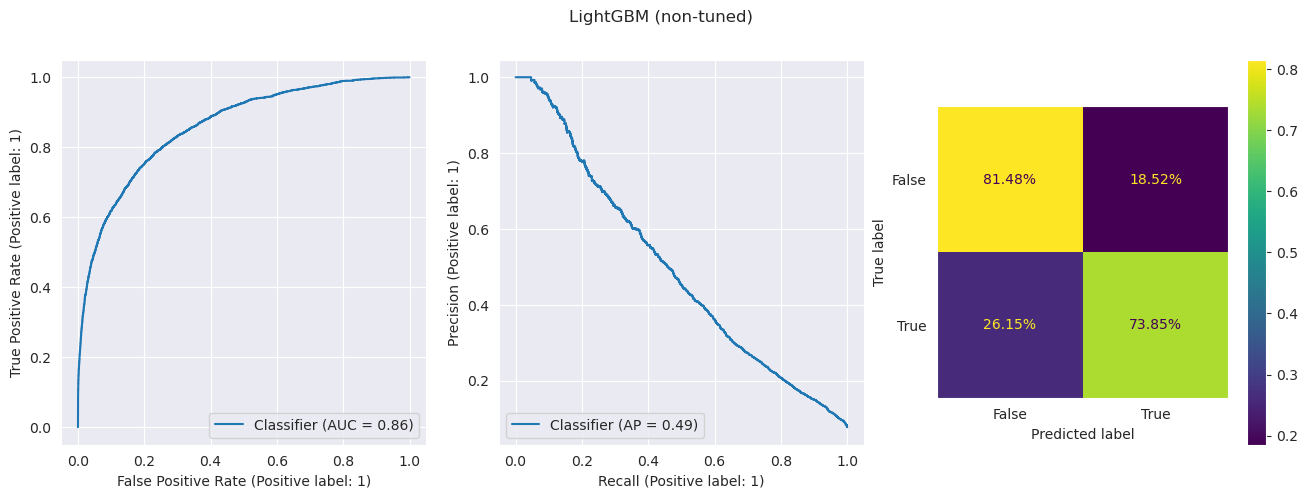 LightGBM (non-tuned)
True Positive Rate (Positive label: 1)
1.0
0.8
0.6
0.4
0.2
0.0
Classifier (AUC = 0.86)
0.0 0.2 0.4 0.6 0.8 1.0
False Positive Rate (Positive label: 1)
Precision (Positive label: 1)
1.0
0.8
0.6
0.4
0.2
Classifier (AP = 0.49)
0.0 0.2 0.4 0.6 0.8 1.0
Recall (Positive label: 1)
True label
False
True
81.48% 18.52%
26.15% 73.85%
False True
Predicted label
0.8
0.7
0.6
0.5
0.4
0.3
0.2